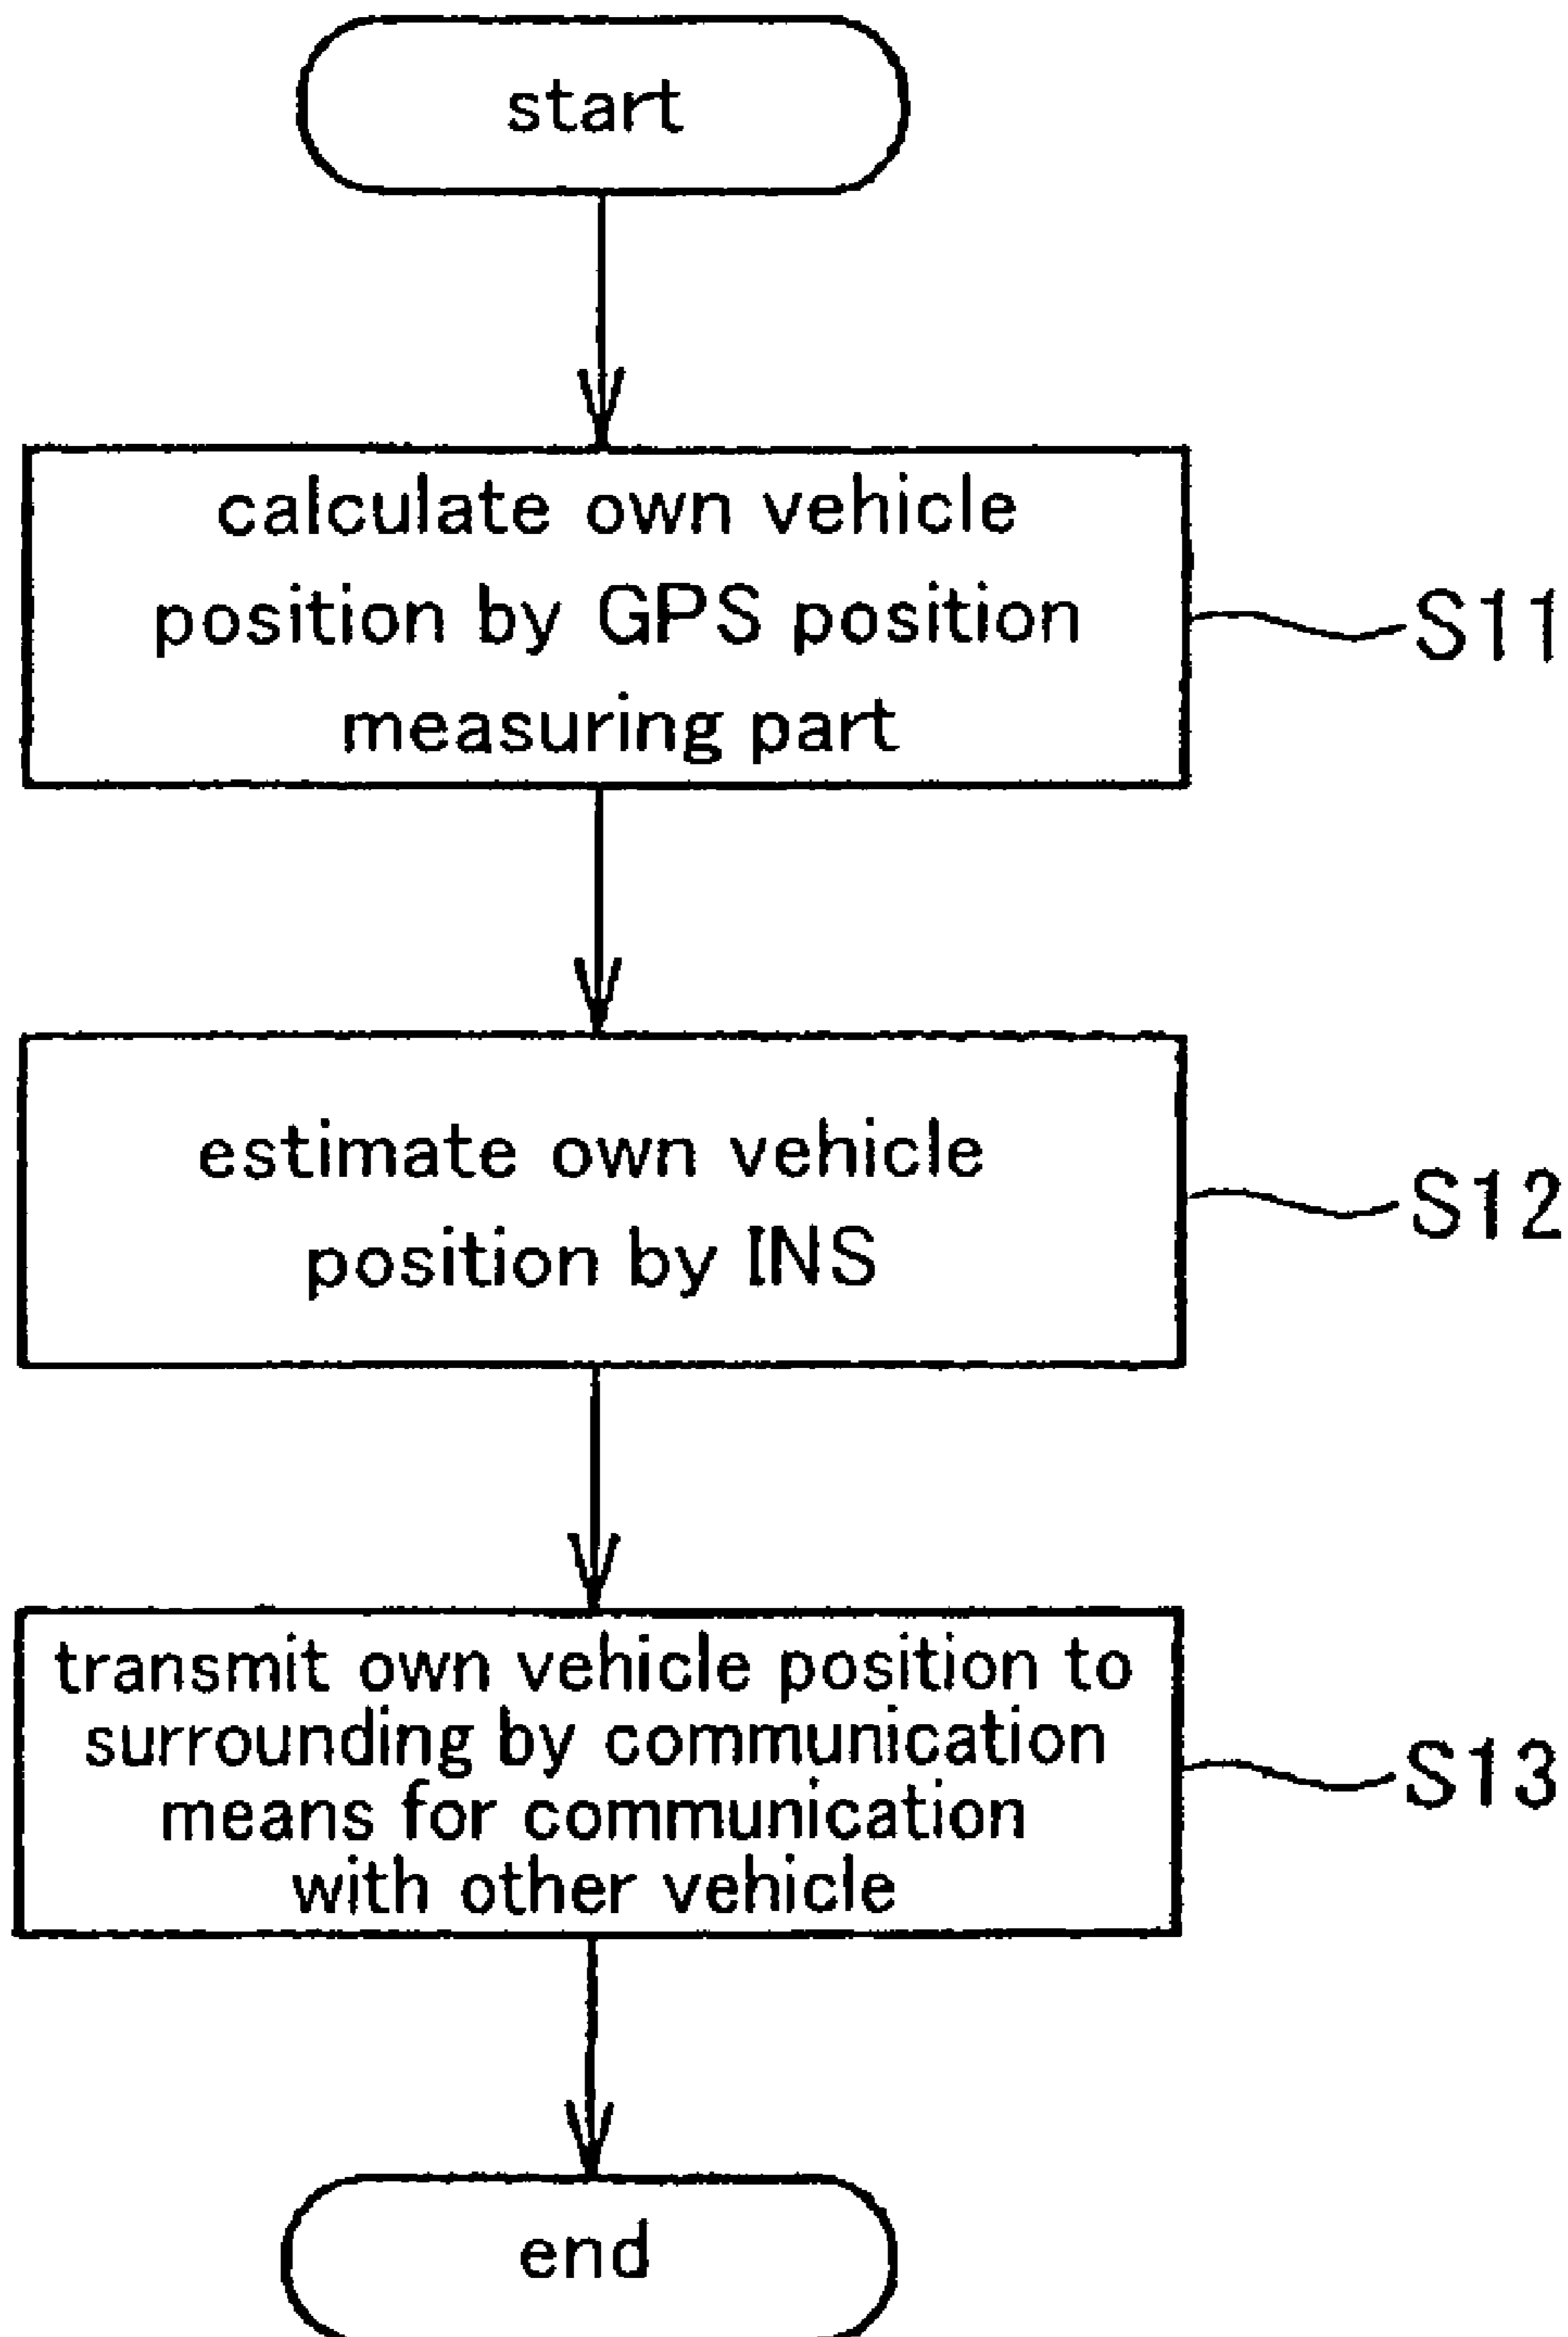 start
calculate own vehicle
position by GPS position
measuring part
S11
estimate own vehicle
position by INS
S12
transmit own vehicle position to
surrounding by communication
means for communication
with other vehicle
S13
end